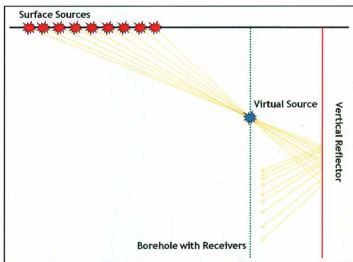 Surface Sources
Virtual Source
Vertical Reflector
Borehole with Receivers